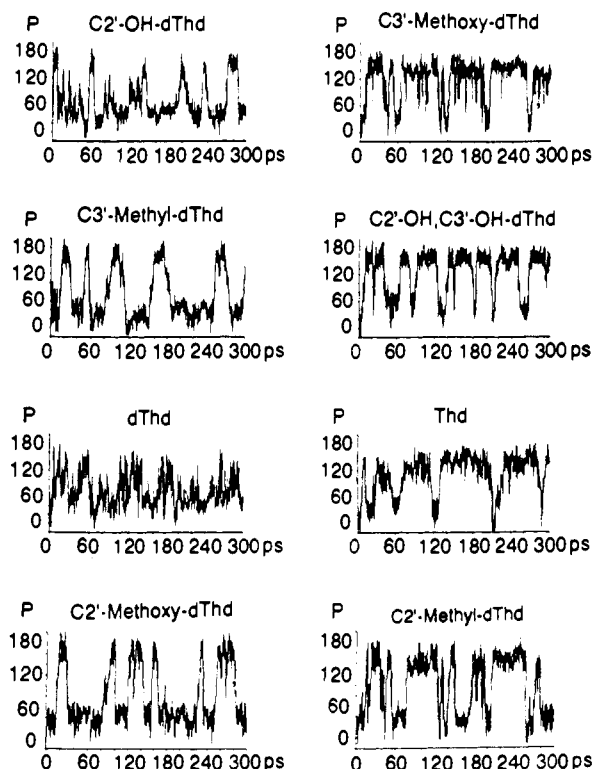 P C2'-OH-dThd
180
120
60
0
0 60 120 180 240 300 ps
P C3'-Methoxy-dThd
180
120
60
0
0 60 120 180 240 300 ps
P C3'-Methyl-dThd
180
120
60
0
0 60 120 180 240 300 ps
P C2'-OH,C3'-OH-dThd
180
120
60
0
0 60 120 180 240 300 ps
P dThd
180
120
60
0
0 60 120 180 240 300 ps
P Thd
180
120
60
0
0 60 120 180 240 300 ps
P C2'-Methoxy-dThd
180
120
60
0
0 60 120 180 240 300 ps
P C2'-Methyl-dThd
180
120
60
0
0 60 120 180 240 300 ps